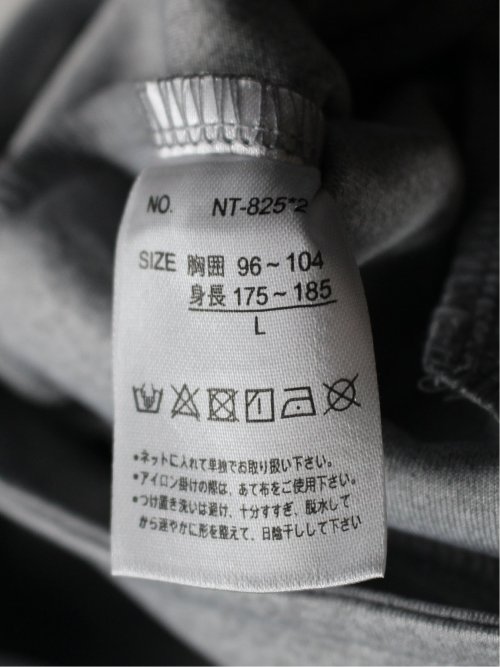 NO. NT-825*2
SIZE 胸囲 96~104
身長 175~185
L
•ネットに入れて単独でお取り扱い下さい。
•アイロン掛けの際は、あて布をご使用下さい。
•つけ置き洗いは避け、十分すすぎ、脱水して
から速やかに形を整えて、日陰干しして下さい